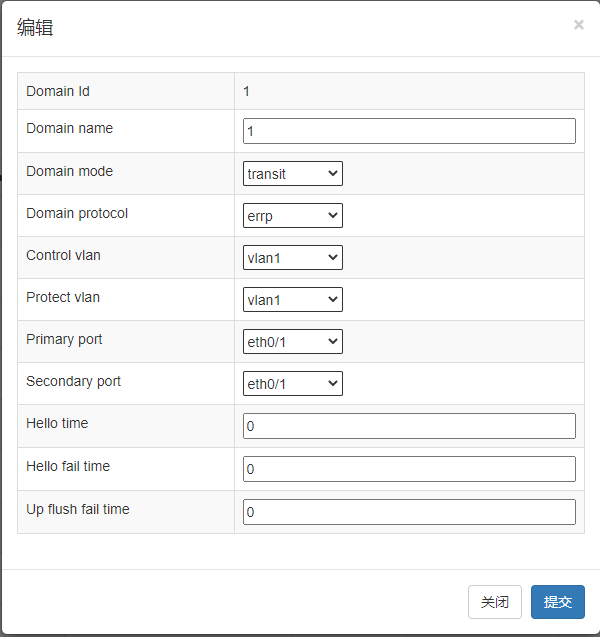 编辑 ×
Domain Id 1
Domain name 1
Domain mode transit
Domain protocol errp
Control vlan vlan1
Protect vlan vlan1
Primary port eth0/1
Secondary port eth0/1
Hello time 0
Hello fail time 0
Up flush fail time 0
关闭 提交